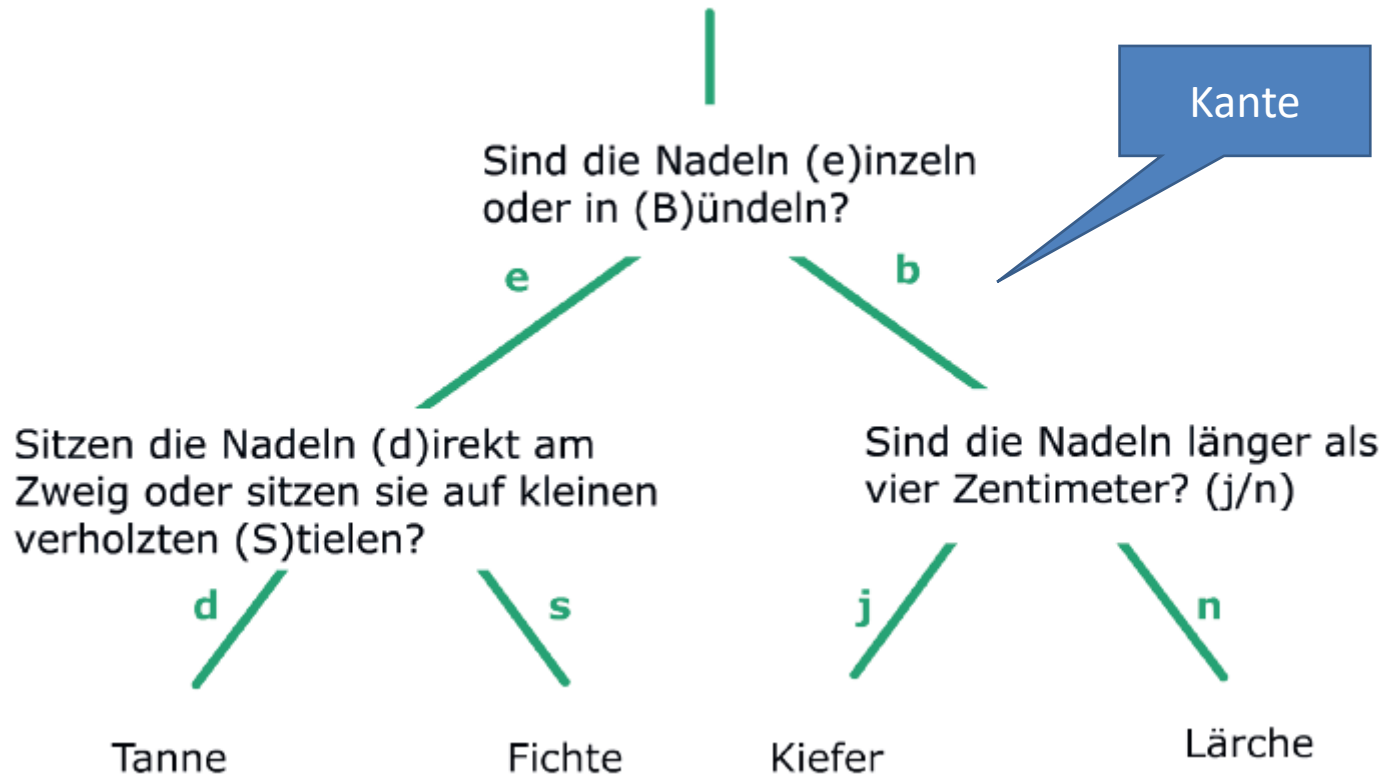 Kante
Sind die Nadeln (e)inzeln
oder in (B)ündeln?
e
b
Sitzen die Nadeln (d)irekt am
Zweig oder sitzen sie auf kleinen
verholzten (S)tielen?
Sind die Nadeln länger als
vier Zentimeter? (j/n)
d
s
j
n
Tanne
Fichte
Kiefer
Lärche